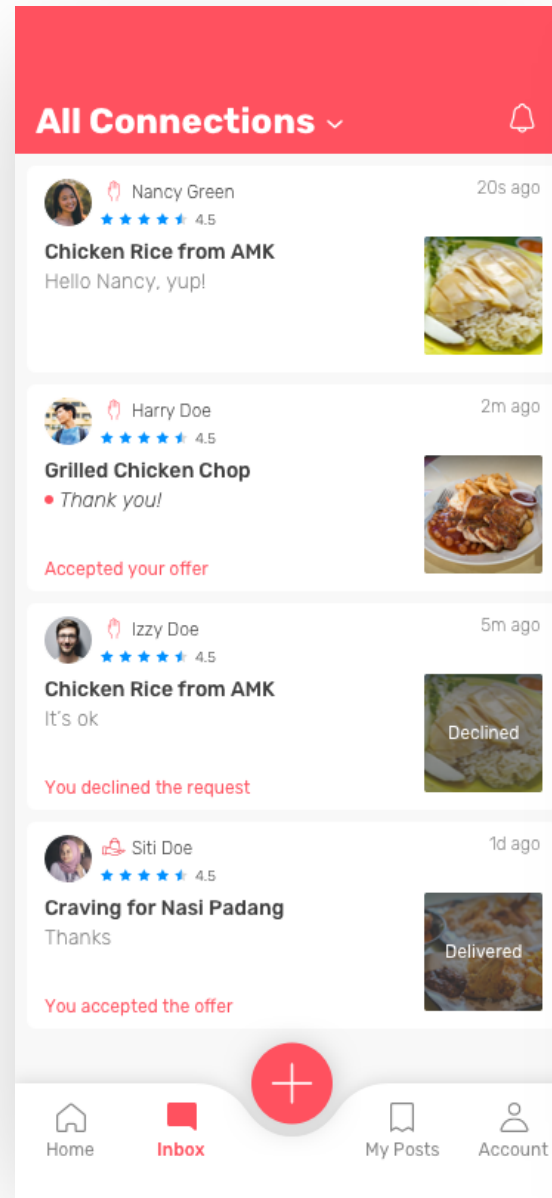 All Connections
Nancy Green
20s ago
4.5
Chicken Rice from AMK
Hello Nancy, yup!
Harry Doe
2m ago
4.5
Grilled Chicken Chop
Thank you!
Accepted your offer
Izzy Doe
5m ago
4.5
Chicken Rice from AMK
It's ok
Declined
You declined the request
Siti Doe
1d ago
4.5
Craving for Nasi Padang
Thanks
Delivered
You accepted the offer
Home
Inbox
My Posts
Account